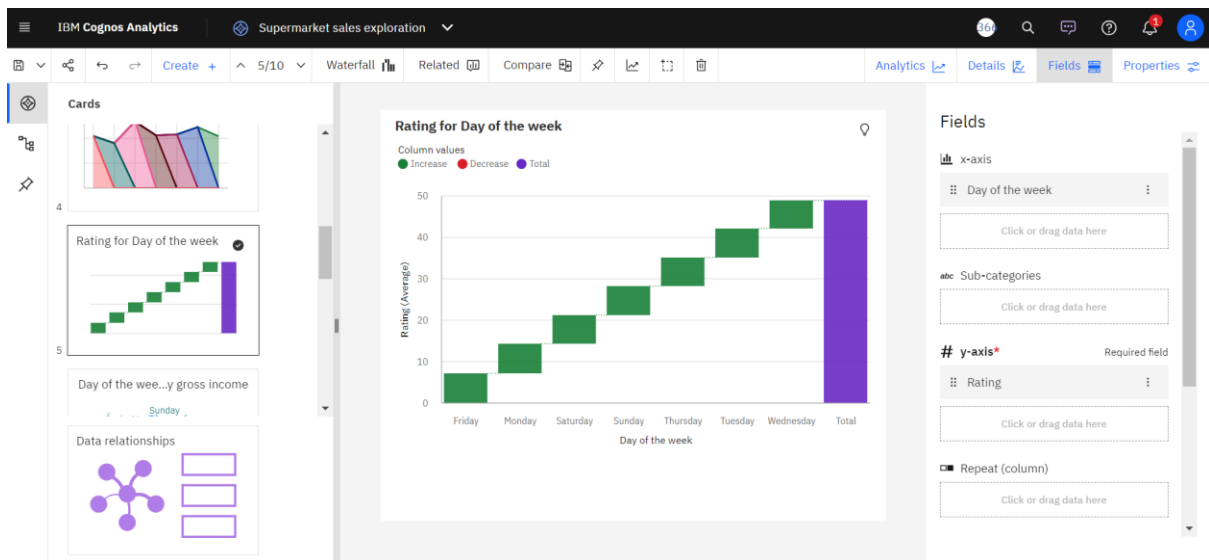 IBM Cognos Analytics
Supermarket sales exploration
366
1
Create +
5/10
Waterfall
Related
Compare
Analytics
Details
Fields
Properties
Cards
4
Rating for Day of the week
5
Day of the wee...y gross income
Sunday
Data relationships
Rating for Day of the week
Column values
Increase Decrease Total
50
40
30
20
10
0
Rating (Average)
Friday Monday Saturday Sunday Thursday Tuesday Wednesday Total
Day of the week
Fields
x-axis
Day of the week
Click or drag data here
abc Sub-categories
Click or drag data here
# y-axis* Required field
Rating
Click or drag data here
Repeat (column)
Click or drag data here